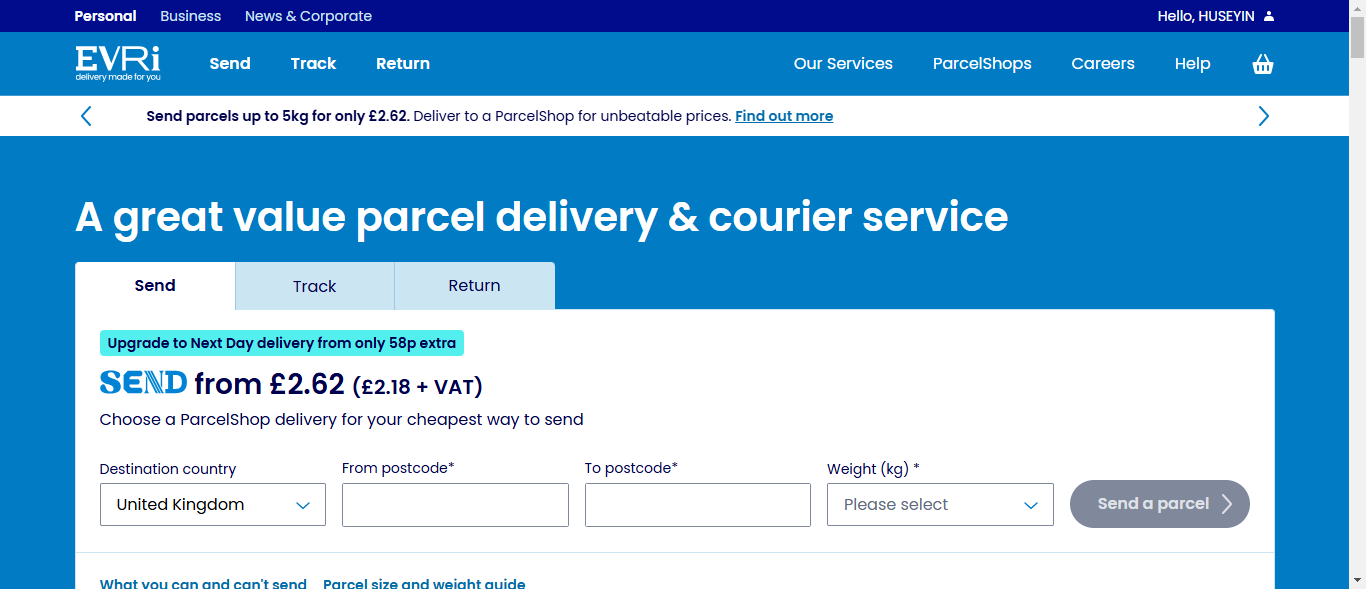 Personal Business News & Corporate Hello, HUSEYIN
EVRi
delivery made for you
Send Track Return Our Services ParcelShops Careers Help
Send parcels up to 5kg for only £2.62. Deliver to a ParcelShop for unbeatable prices. Find out more
A great value parcel delivery & courier service
Send Track Return
Upgrade to Next Day delivery from only 58p extra
SEND from £2.62 (£2.18 + VAT)
Choose a ParcelShop delivery for your cheapest way to send
Destination country From postcode* To postcode* Weight (kg) *
United Kingdom Please select Send a parcel
What you can and can't send Parcel size and weight guide